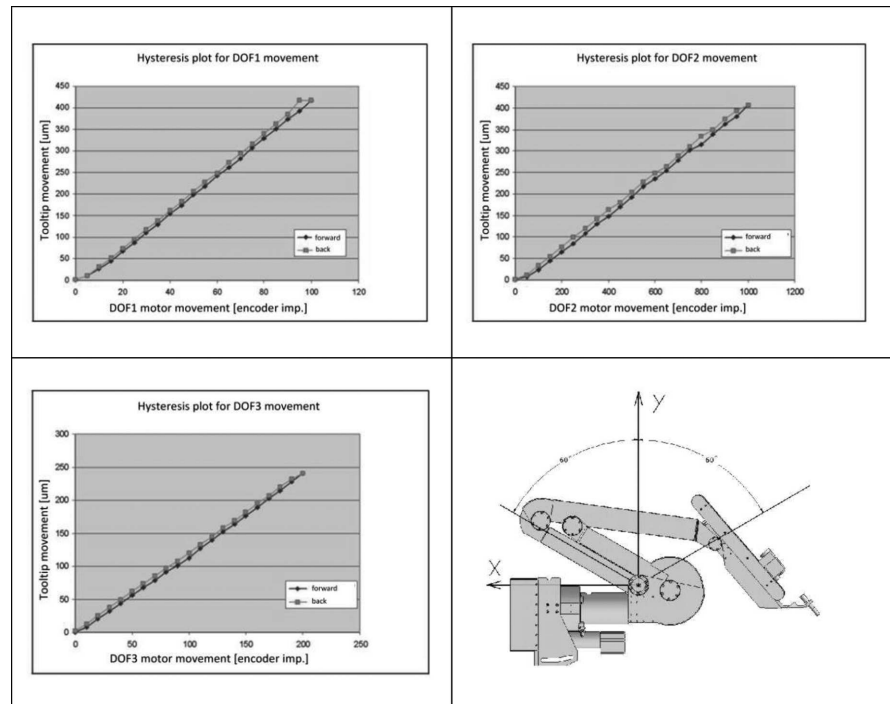 Hysteresis plot for DOF1 movement
Tooltip movement [um]
450
400
350
300
250
200
150
100
50
0
0 20 40 60 80 100 120
forward
back
DOF1 motor movement [encoder imp.]
Hysteresis plot for DOF2 movement
Tooltip movement [um]
450
400
350
300
250
200
150
100
50
0
0 200 400 600 800 1000 1200
forward
back
DOF2 motor movement [encoder imp.]
Hysteresis plot for DOF3 movement
Tooltip movement [um]
300
250
200
150
100
50
0
0 50 100 150 200 250
forward
back
DOF3 motor movement [encoder imp.]
y
60°
60°
X